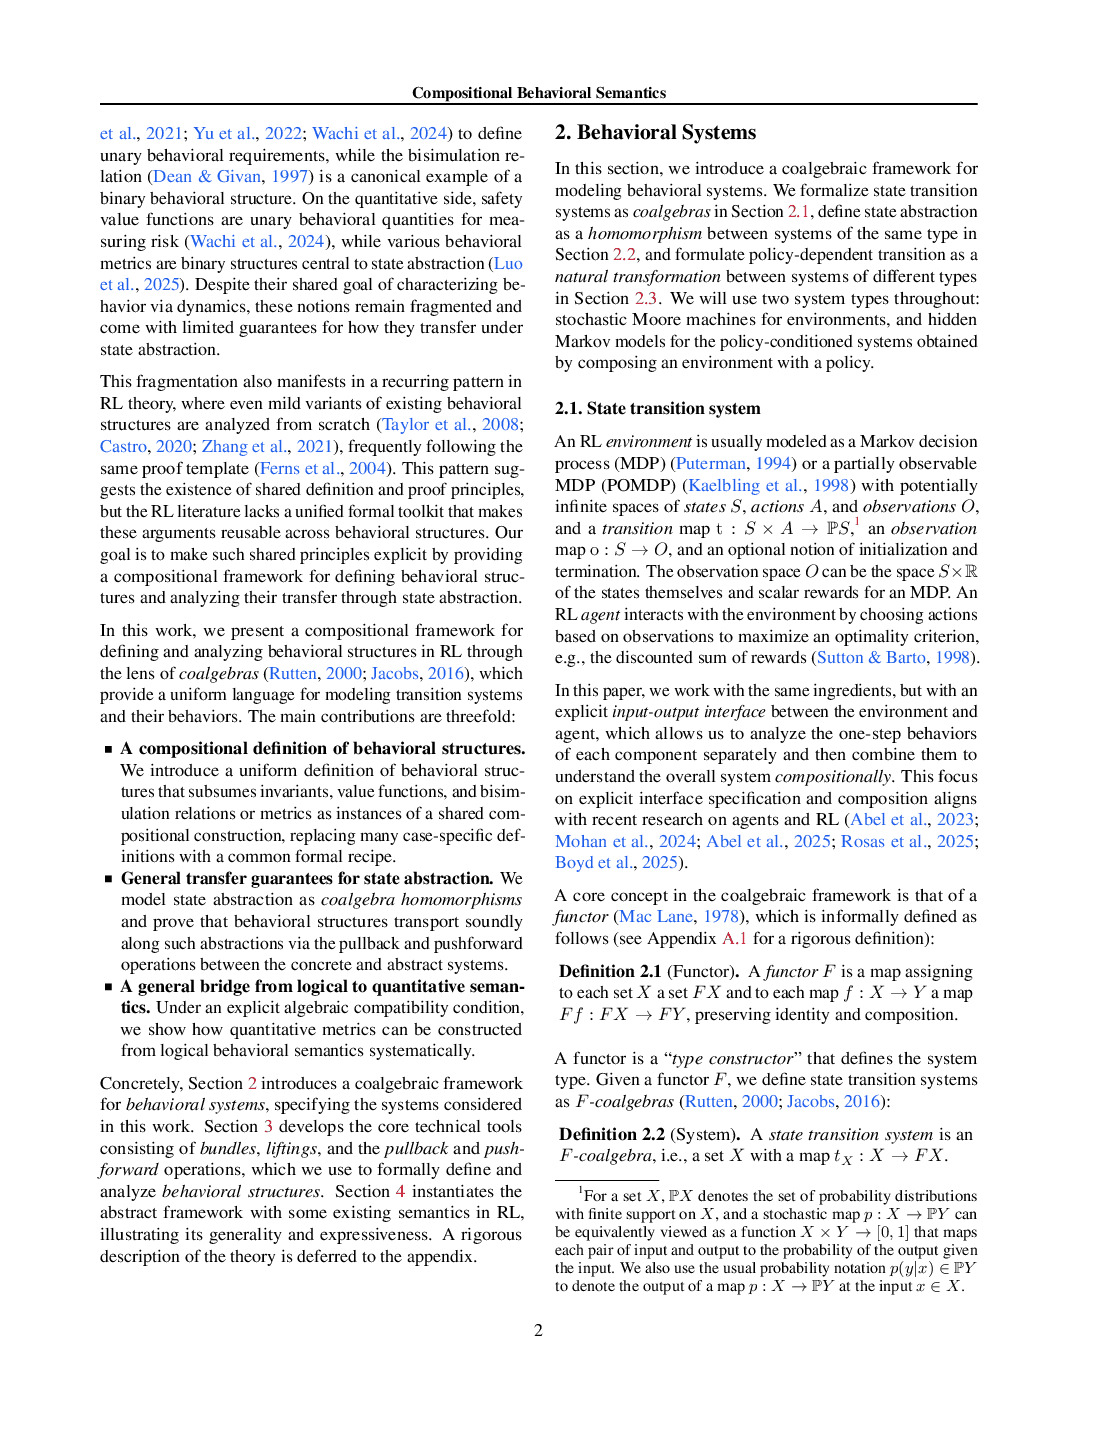 Compositional Behavioral Semantics
et al., 2021; Yu et al., 2022; Wachi et al., 2024) to define
unary behavioral requirements, while the bisimulation re-
lation (Dean & Givan, 1997) is a canonical example of a
binary behavioral structure. On the quantitative side, safety
value functions are unary behavioral quantities for mea-
suring risk (Wachi et al., 2024), while various behavioral
metrics are binary structures central to state abstraction (Luo
et al., 2025). Despite their shared goal of characterizing be-
havior via dynamics, these notions remain fragmented and
come with limited guarantees for how they transfer under
state abstraction.
This fragmentation also manifests in a recurring pattern in
RL theory, where even mild variants of existing behavioral
structures are analyzed from scratch (Taylor et al., 2008;
Castro, 2020; Zhang et al., 2021), frequently following the
same proof template (Ferns et al., 2004). This pattern sug-
gests the existence of shared definition and proof principles,
but the RL literature lacks a unified formal toolkit that makes
these arguments reusable across behavioral structures. Our
goal is to make such shared principles explicit by providing
a compositional framework for defining behavioral struc-
tures and analyzing their transfer through state abstraction.
In this work, we present a compositional framework for
defining and analyzing behavioral structures in RL through
the lens of coalgebras (Rutten, 2000; Jacobs, 2016), which
provide a uniform language for modeling transition systems
and their behaviors. The main contributions are threefold:
■ A compositional definition of behavioral structures.
We introduce a uniform definition of behavioral struc-
tures that subsumes invariants, value functions, and bisim-
ulation relations or metrics as instances of a shared com-
positional construction, replacing many case-specific def-
initions with a common formal recipe.
■ General transfer guarantees for state abstraction. We
model state abstraction as coalgebra homomorphisms
and prove that behavioral structures transport soundly
along such abstractions via the pullback and pushforward
operations between the concrete and abstract systems.
■ A general bridge from logical to quantitative seman-
tics. Under an explicit algebraic compatibility condition,
we show how quantitative metrics can be constructed
from logical behavioral semantics systematically.
Concretely, Section 2 introduces a coalgebraic framework
for behavioral systems, specifying the systems considered
in this work. Section 3 develops the core technical tools
consisting of bundles, liftings, and the pullback and push-
forward operations, which we use to formally define and
analyze behavioral structures. Section 4 instantiates the
abstract framework with some existing semantics in RL,
illustrating its generality and expressiveness. A rigorous
description of the theory is deferred to the appendix.
2. Behavioral Systems
In this section, we introduce a coalgebraic framework for
modeling behavioral systems. We formalize state transition
systems as coalgebras in Section 2.1, define state abstraction
as a homomorphism between systems of the same type in
Section 2.2, and formulate policy-dependent transition as a
natural transformation between systems of different types
in Section 2.3. We will use two system types throughout:
stochastic Moore machines for environments, and hidden
Markov models for the policy-conditioned systems obtained
by composing an environment with a policy.
2.1. State transition system
An RL environment is usually modeled as a Markov decision
process (MDP) (Puterman, 1994) or a partially observable
MDP (POMDP) (Kaelbling et al., 1998) with potentially
infinite spaces of states S, actions A, and observations O,
and a transition map t : S × A → ℙS,¹ an observation
map o : S → O, and an optional notion of initialization and
termination. The observation space O can be the space S×ℝ
of the states themselves and scalar rewards for an MDP. An
RL agent interacts with the environment by choosing actions
based on observations to maximize an optimality criterion,
e.g., the discounted sum of rewards (Sutton & Barto, 1998).
In this paper, we work with the same ingredients, but with an
explicit input-output interface between the environment and
agent, which allows us to analyze the one-step behaviors
of each component separately and then combine them to
understand the overall system compositionally. This focus
on explicit interface specification and composition aligns
with recent research on agents and RL (Abel et al., 2023;
Mohan et al., 2024; Abel et al., 2025; Rosas et al., 2025;
Boyd et al., 2025).
A core concept in the coalgebraic framework is that of a
functor (Mac Lane, 1978), which is informally defined as
follows (see Appendix A.1 for a rigorous definition):
Definition 2.1 (Functor). A functor F is a map assigning
to each set X a set FX and to each map f : X → Y a map
Ff : FX → FY, preserving identity and composition.
A functor is a “type constructor” that defines the system
type. Given a functor F, we define state transition systems
as F-coalgebras (Rutten, 2000; Jacobs, 2016):
Definition 2.2 (System). A state transition system is an
F-coalgebra, i.e., a set X with a map t_X : X → FX.
¹For a set X, ℙX denotes the set of probability distributions
with finite support on X, and a stochastic map p : X → ℙY can
be equivalently viewed as a function X × Y → [0, 1] that maps
each pair of input and output to the probability of the output given
the input. We also use the usual probability notation p(y|x) ∈ ℙY
to denote the output of a map p : X → ℙY at the input x ∈ X.
2